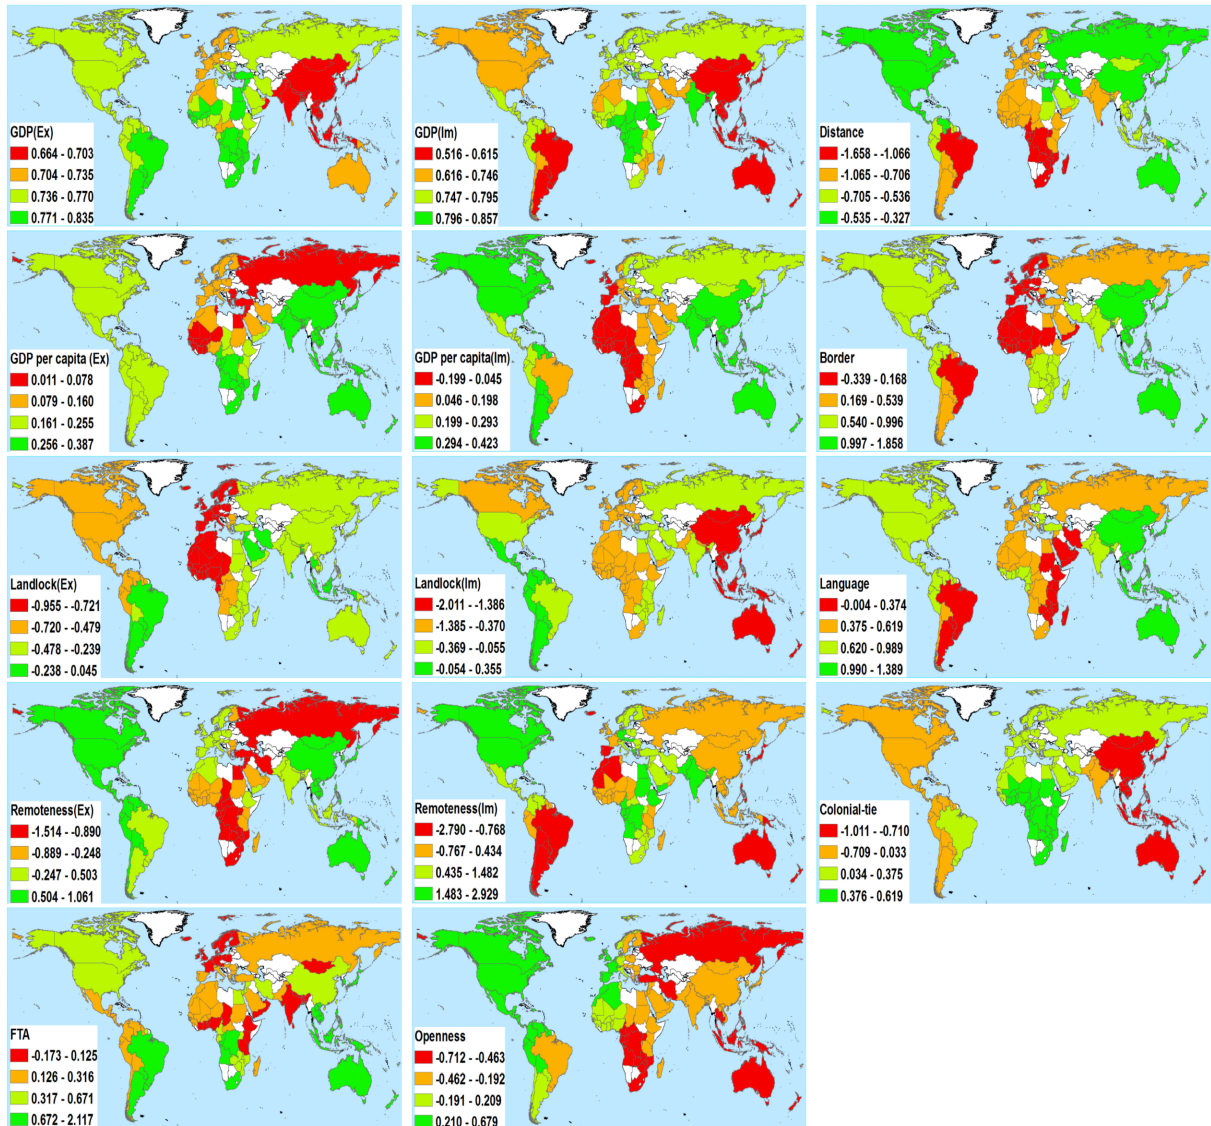 GDP(Ex)
0.664 - 0.703
0.704 - 0.735
0.736 - 0.770
0.771 - 0.835
GDP(Im)
0.516 - 0.615
0.616 - 0.746
0.747 - 0.795
0.796 - 0.857
Distance
-1.658 - -1.066
-1.065 - -0.706
-0.705 - -0.536
-0.535 - -0.327
GDP per capita (Ex)
0.011 - 0.078
0.079 - 0.160
0.161 - 0.255
0.256 - 0.387
GDP per capita(Im)
-0.199 - 0.045
0.046 - 0.198
0.199 - 0.293
0.294 - 0.423
Border
-0.339 - 0.168
0.169 - 0.539
0.540 - 0.996
0.997 - 1.858
Landlock(Ex)
-0.955 - -0.721
-0.720 - -0.479
-0.478 - -0.239
-0.238 - 0.045
Landlock(Im)
-2.011 - -1.386
-1.385 - -0.370
-0.369 - -0.055
-0.054 - 0.355
Language
-0.004 - 0.374
0.375 - 0.619
0.620 - 0.989
0.990 - 1.389
Remoteness(Ex)
-1.514 - -0.890
-0.889 - -0.248
-0.247 - 0.503
0.504 - 1.061
Remoteness(Im)
-2.790 - -0.768
-0.767 - 0.434
0.435 - 1.482
1.483 - 2.929
Colonial-tie
-1.011 - -0.710
-0.709 - 0.033
0.034 - 0.375
0.376 - 0.619
FTA
-0.173 - 0.125
0.126 - 0.316
0.317 - 0.671
0.672 - 2.117
Openness
-0.712 - -0.463
-0.462 - -0.192
-0.191 - 0.209
0.210 - 0.679